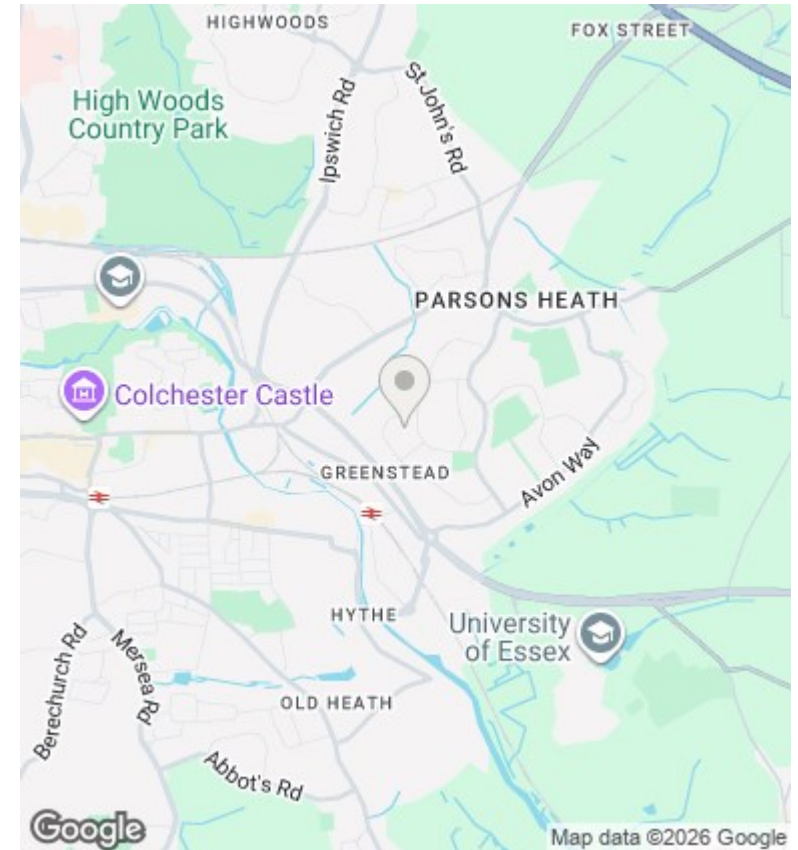 HIGHWOODS
FOX STREET
High Woods
Country Park
Ipswich Rd
St John's Rd
PARSONS HEATH
Colchester Castle
GREENSTEAD
Avon Way
HYTHE
University
of Essex
Berechurch Rd
Mersea Rd
OLD HEATH
Abbot's Rd
Google
Map data ©2026 Google